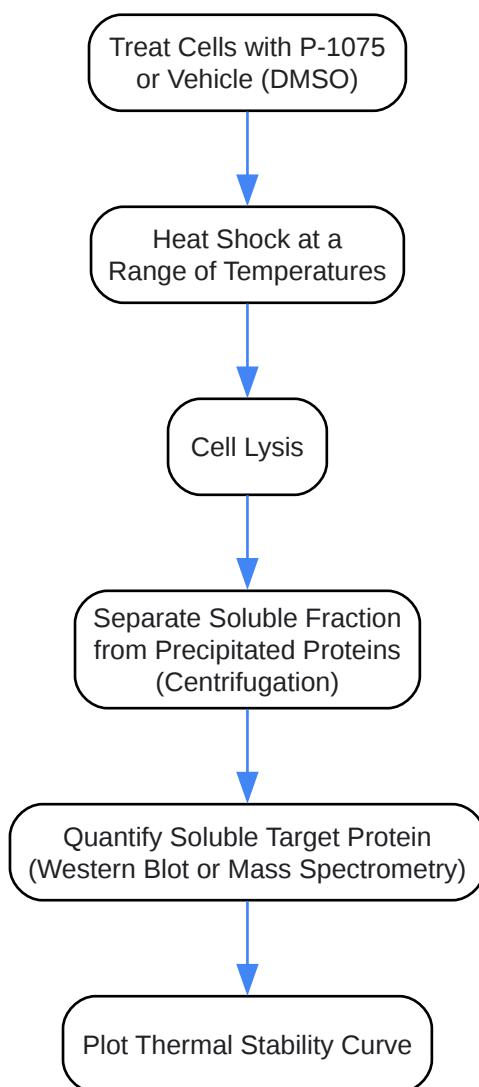 Treat Cells with P-1075
or Vehicle (DMSO)
Heat Shock at a
Range of Temperatures
Cell Lysis
Separate Soluble Fraction
from Precipitated Proteins
(Centrifugation)
Quantify Soluble Target Protein
(Western Blot or Mass Spectrometry)
Plot Thermal Stability Curve